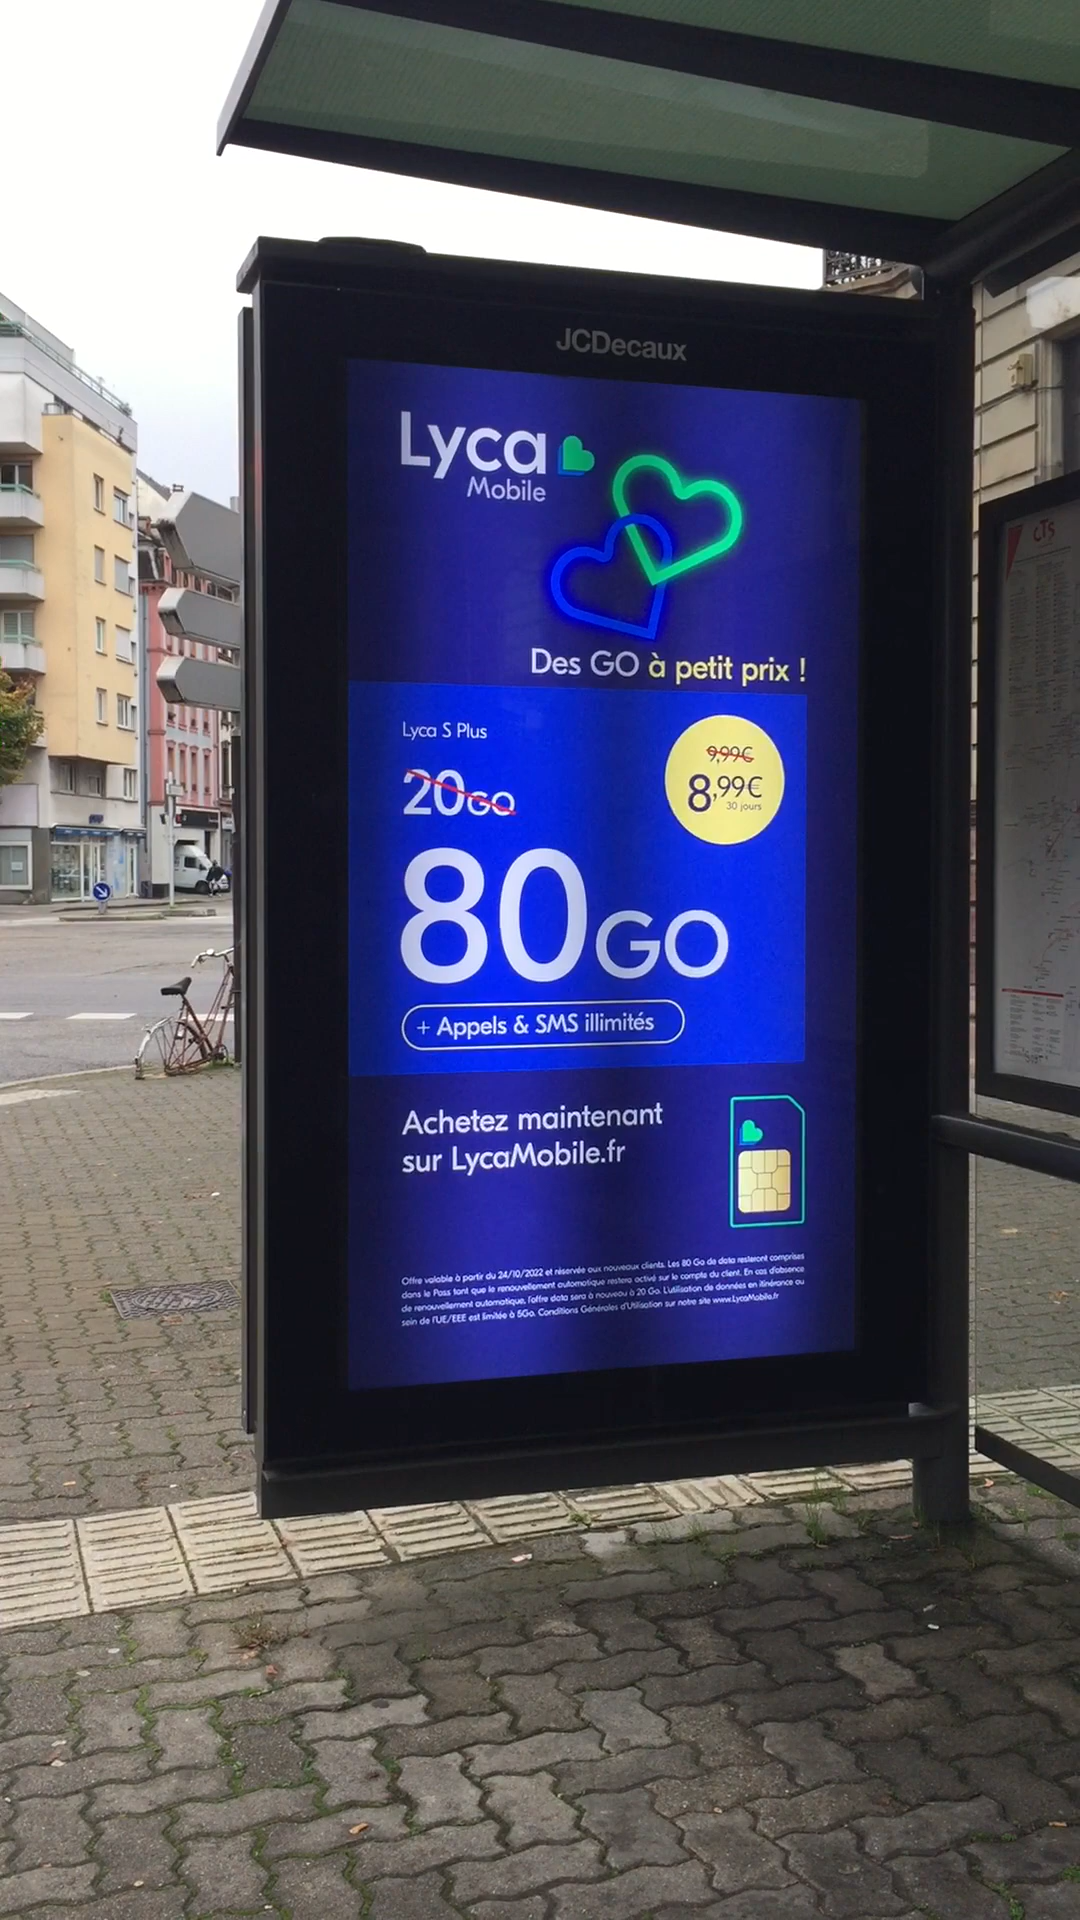 JCDecaux
Lyca
Mobile
Des GO à petit prix !
Lyca S Plus
20GO
9,99€
8,99€
30 jours
80GO
+ Appels & SMS illimités
Achetez maintenant
sur LycaMobile.fr
Offre valable à partir du 24/10/2022 et réservée aux nouveaux clients. Les 80 Go de data resteront comprises
dans le Pass tant que le renouvellement automatique restera activé sur le compte du client. En cas d'absence
de renouvellement automatique, l'offre data sera à nouveau à 20 Go. L'utilisation de données en itinérance au
sein de l'UE/EEE est limitée à 5Go. Conditions Générales d'Utilisation sur notre site www.LycaMobile.fr
CTS